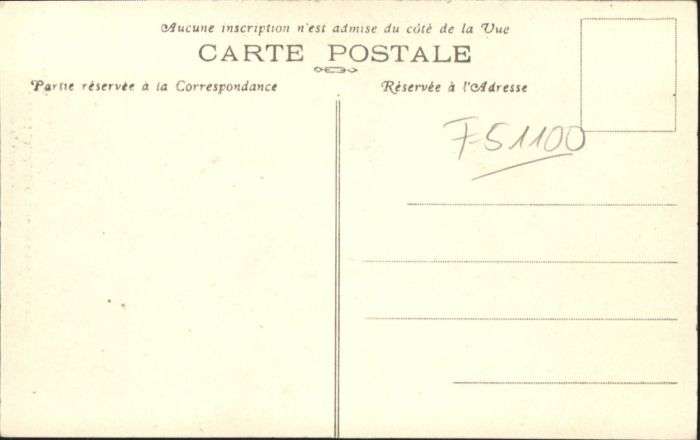 Aucune inscription n'est admise du côté de la Vue
CARTE POSTALE
Partie réservée à la Correspondance
Réservée à l'Adresse
F51100